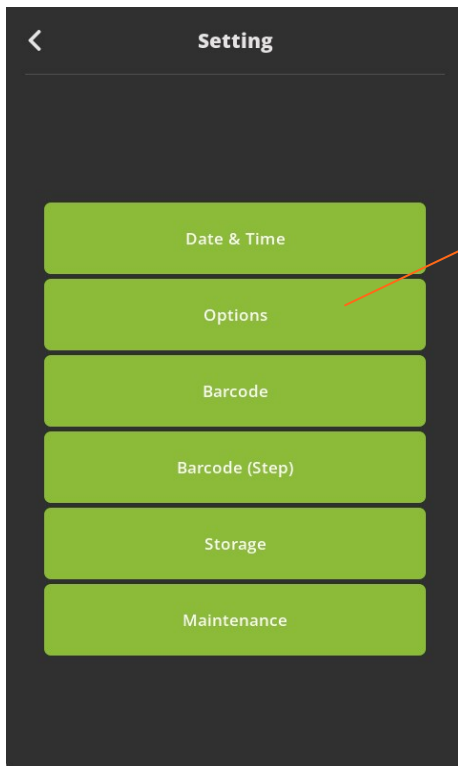 Setting
Date & Time
Options
Barcode
Barcode (Step)
Storage
Maintenance